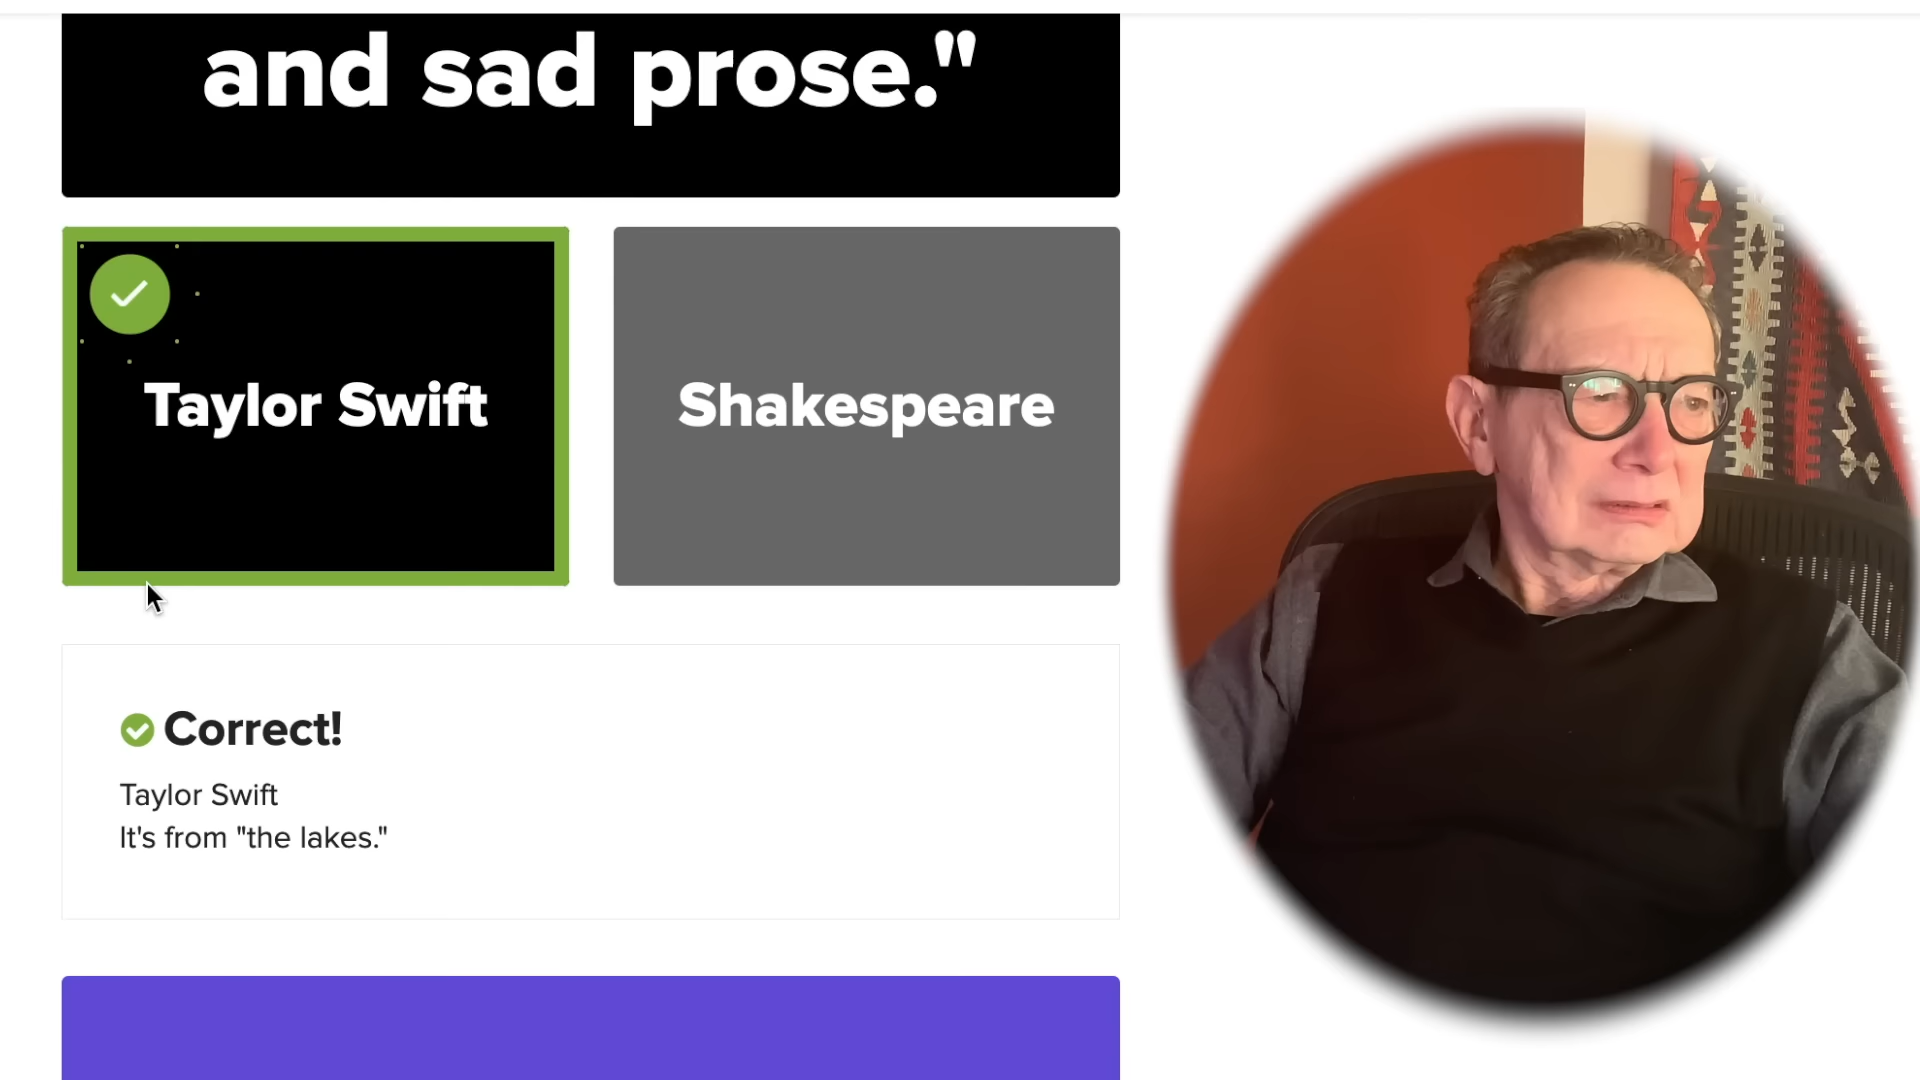 and sad prose."
Taylor Swift
Shakespeare
Correct!
Taylor Swift
It's from "the lakes."